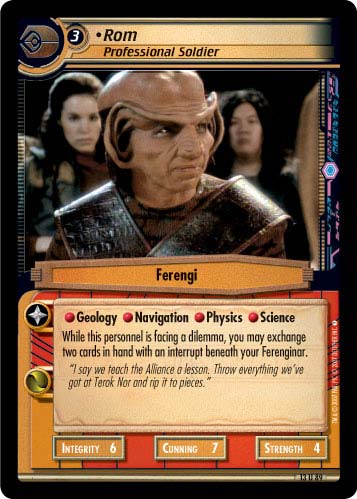 3
•Rom
Professional Soldier
Ferengi
Geology Navigation Physics Science
While this personnel is facing a dilemma, you may exchange
two cards in hand with an interrupt beneath your Ferenginar.
"I say we teach the Alliance a lesson. Throw everything we've
got at Terok Nor and rip it to pieces."
INTEGRITY 6 CUNNING 7 STRENGTH 4
13 U 89